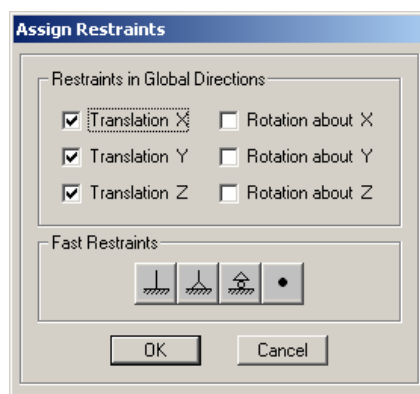 Assign Restraints
Restraints in Global Directions
Translation X Rotation about X
Translation Y Rotation about Y
Translation Z Rotation about Z
Fast Restraints
OK Cancel